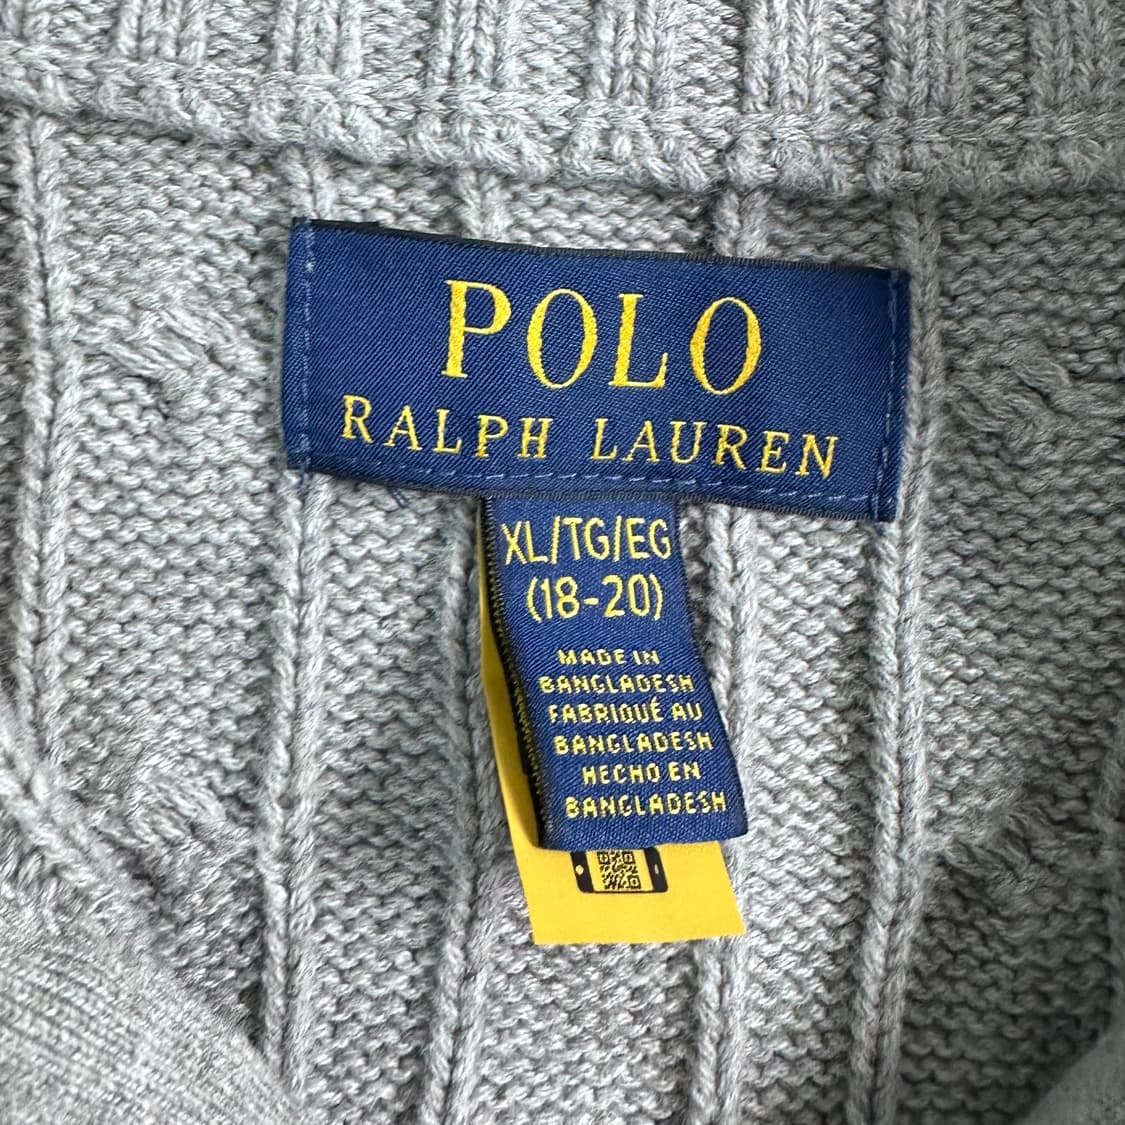 POLO
RALPH LAUREN
XL/TG/EG
(18-20)
MADE IN
BANGLADESH
FABRIQUÉ AU
BANGLADESH
HECHO EN
BANGLADESH